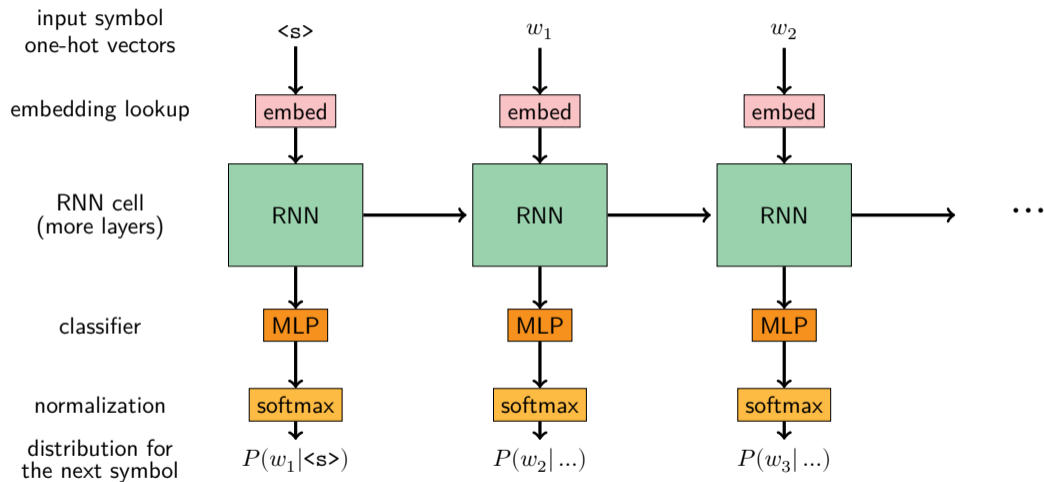 input symbol
one-hot vectors
<s>
w₁
w₂
embedding lookup
embed
embed
embed
RNN cell
(more layers)
RNN
RNN
RNN
...
classifier
MLP
MLP
MLP
normalization
softmax
softmax
softmax
distribution for
the next symbol
P(w₁|<s>)
P(w₂| ...)
P(w₃| ...)